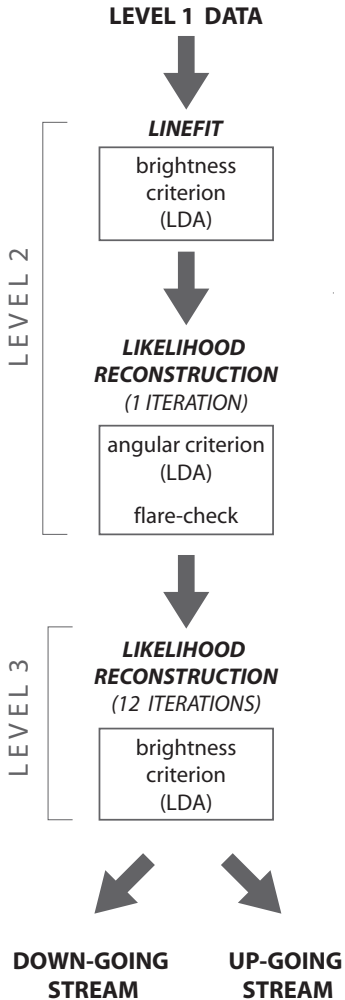 LEVEL 1 DATA
LINEFIT
brightness
criterion
(LDA)
LEVEL 2
LIKELIHOOD
RECONSTRUCTION
(1 ITERATION)
angular criterion
(LDA)
flare-check
LIKELIHOOD
RECONSTRUCTION
(12 ITERATIONS)
LEVEL 3
brightness
criterion
(LDA)
DOWN-GOING
STREAM
UP-GOING
STREAM